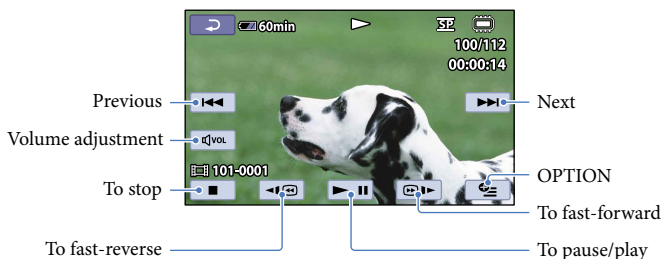 60min
SP
100/112
00:00:14
Previous
Next
Volume adjustment
VOL
101-0001
OPTION
To stop
To fast-forward
To fast-reverse
To pause/play